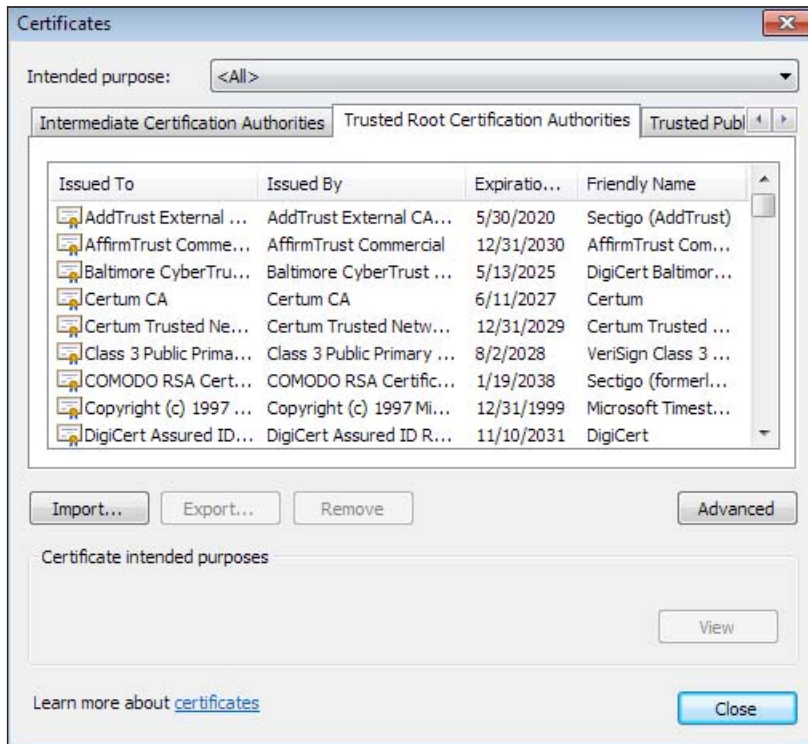 Certificates
Intended purpose: <All>
Intermediate Certification Authorities Trusted Root Certification Authorities Trusted Publ
Issued To Issued By Expiratio... Friendly Name
AddTrust External ... AddTrust External CA... 5/30/2020 Sectigo (AddTrust)
AffirmTrust Comme... AffirmTrust Commercial 12/31/2030 AffirmTrust Com...
Baltimore CyberTru... Baltimore CyberTrust ... 5/13/2025 DigiCert Baltimor...
Certum CA Certum CA 6/11/2027 Certum
Certum Trusted Ne... Certum Trusted Netw... 12/31/2029 Certum Trusted ...
Class 3 Public Prima... Class 3 Public Primary ... 8/2/2028 VeriSign Class 3 ...
COMODO RSA Cert... COMODO RSA Certific... 1/19/2038 Sectigo (formerl...
Copyright (c) 1997 ... Copyright (c) 1997 Mi... 12/31/1999 Microsoft Timest...
DigiCert Assured ID... DigiCert Assured ID R... 11/10/2031 DigiCert
Import... Export... Remove Advanced
Certificate intended purposes
View
Learn more about certificates
Close